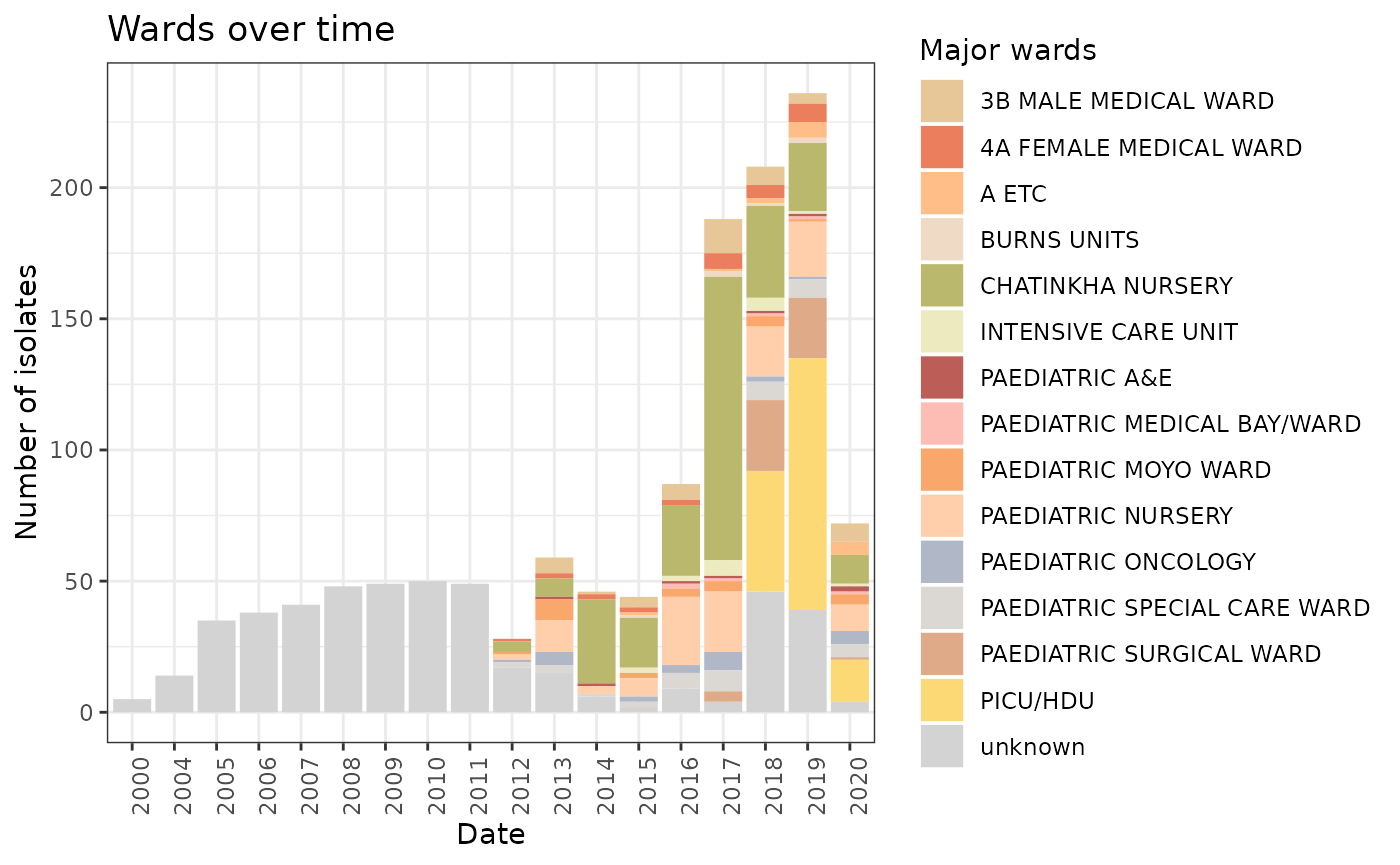 Wards over time
Number of isolates
200
150
100
50
0
2000
2004
2005
2006
2007
2008
2009
2010
2011
2012
2013
2014
2015
2016
2017
2018
2019
2020
Date
Major wards
3B MALE MEDICAL WARD
4A FEMALE MEDICAL WARD
A ETC
BURNS UNITS
CHATINKHA NURSERY
INTENSIVE CARE UNIT
PAEDIATRIC A&E
PAEDIATRIC MEDICAL BAY/WARD
PAEDIATRIC MOYO WARD
PAEDIATRIC NURSERY
PAEDIATRIC ONCOLOGY
PAEDIATRIC SPECIAL CARE WARD
PAEDIATRIC SURGICAL WARD
PICU/HDU
unknown